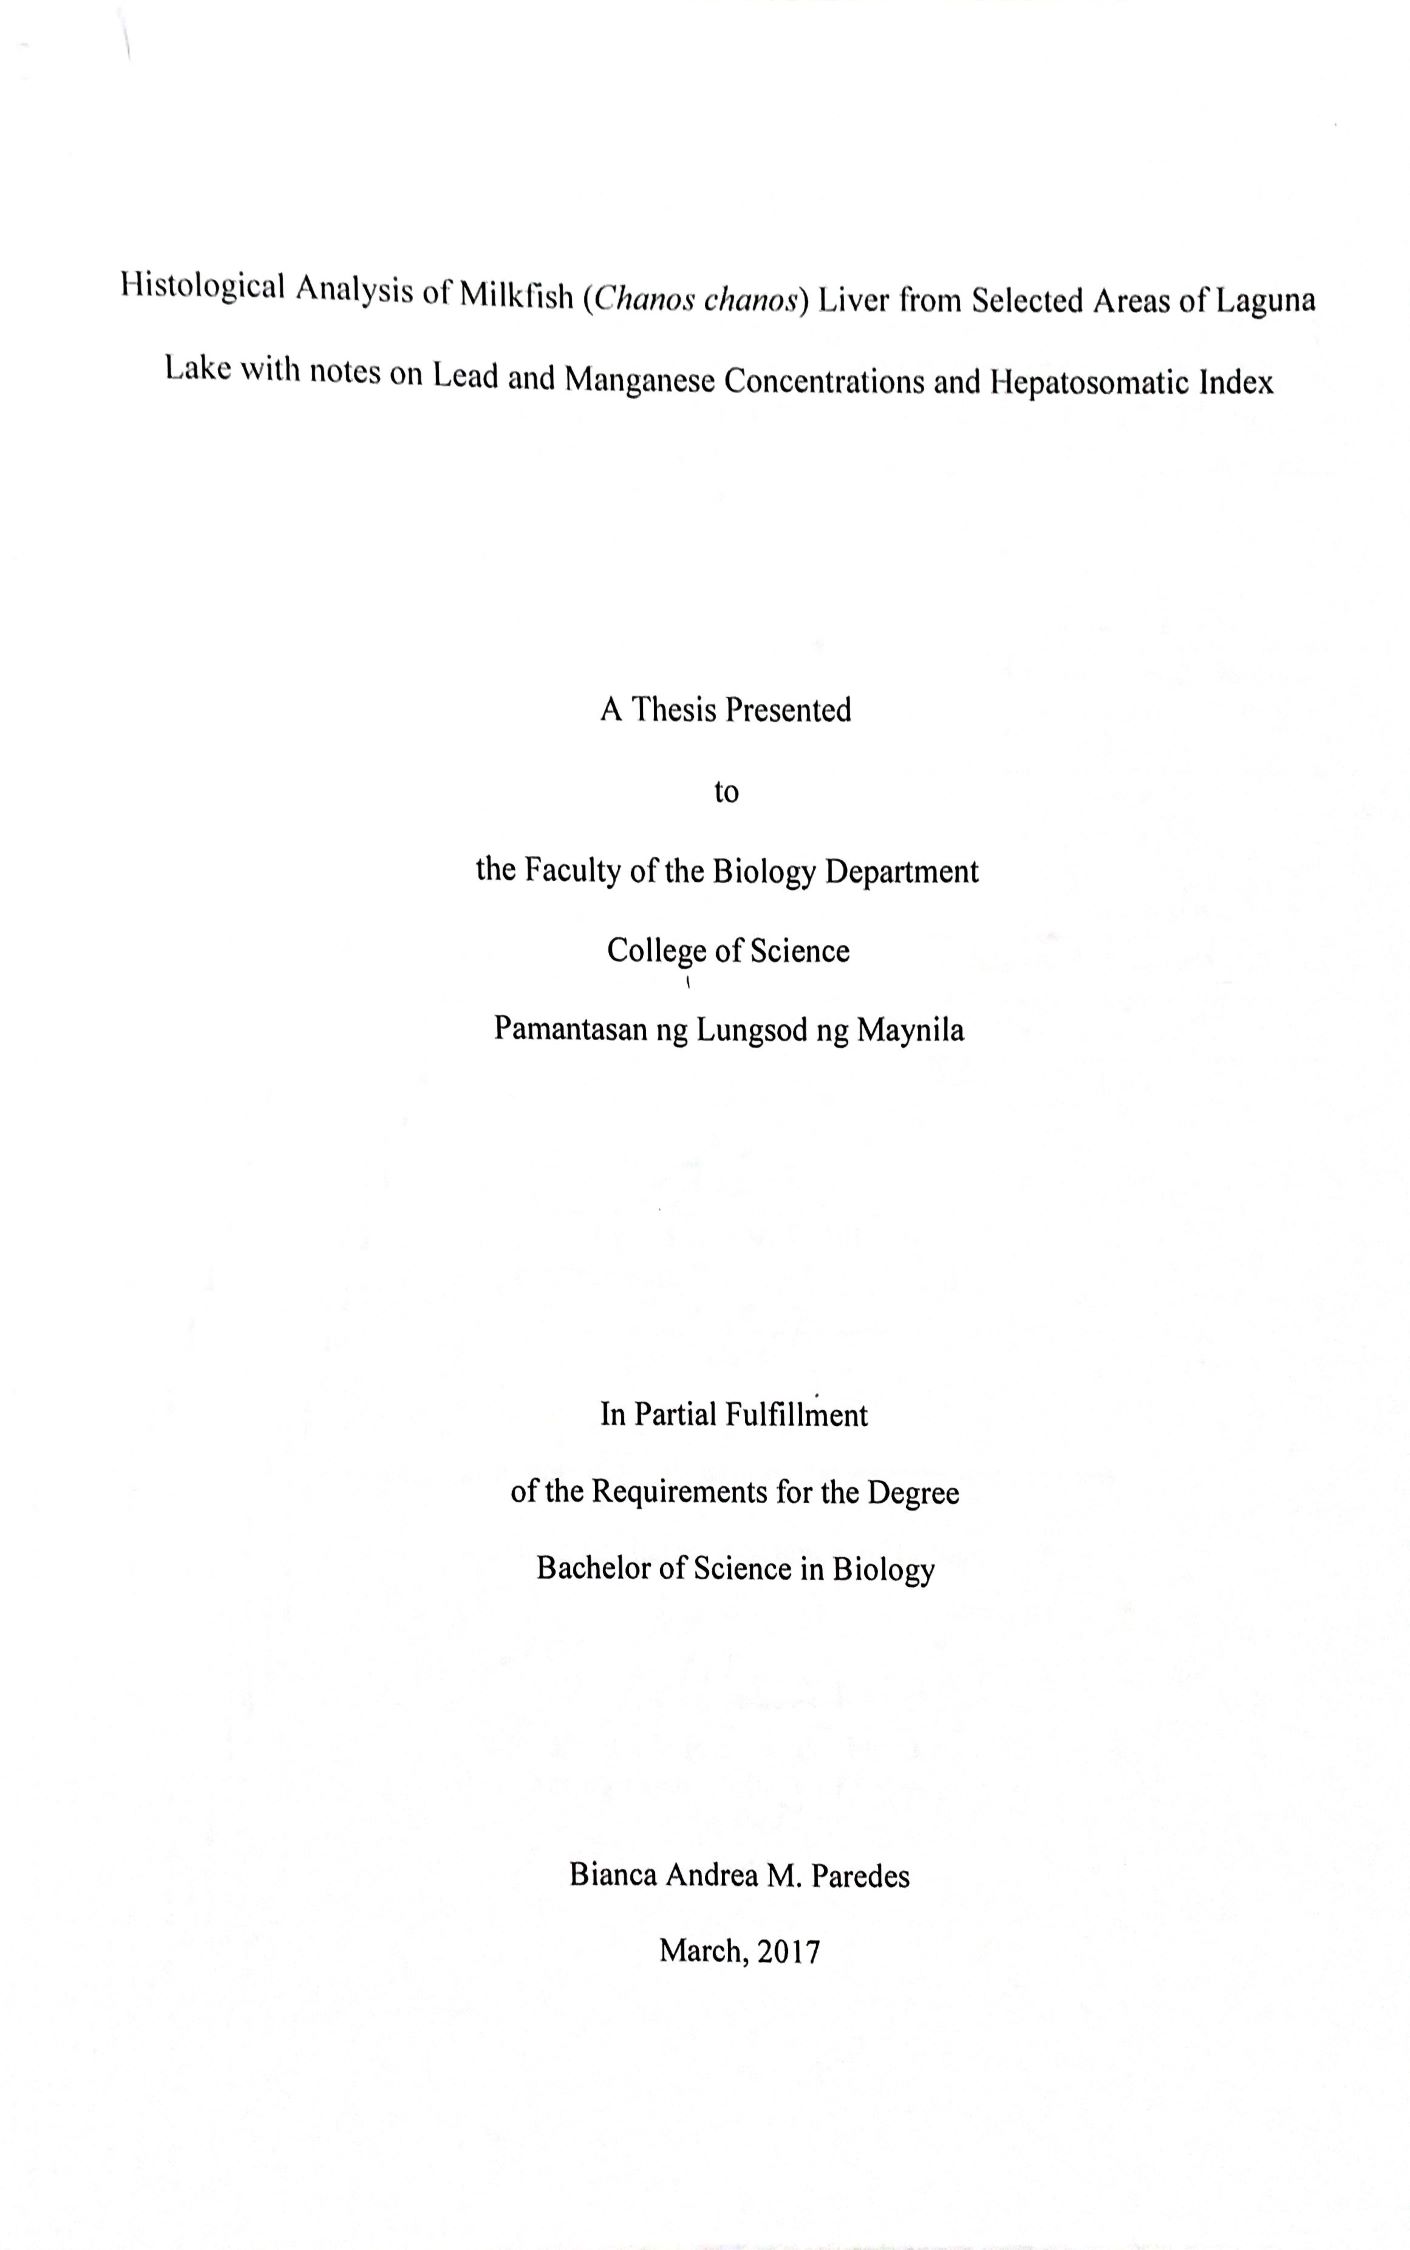 Histological Analysis of Milkfish (Chanos chanos) Liver from Selected Areas of Laguna
Lake with notes on Lead and Manganese Concentrations and Hepatosomatic Index
A Thesis Presented
to
the Faculty of the Biology Department
College of Science
Pamantasan ng Lungsod ng Maynila
In Partial Fulfillment
of the Requirements for the Degree
Bachelor of Science in Biology
Bianca Andrea M. Paredes
March, 2017